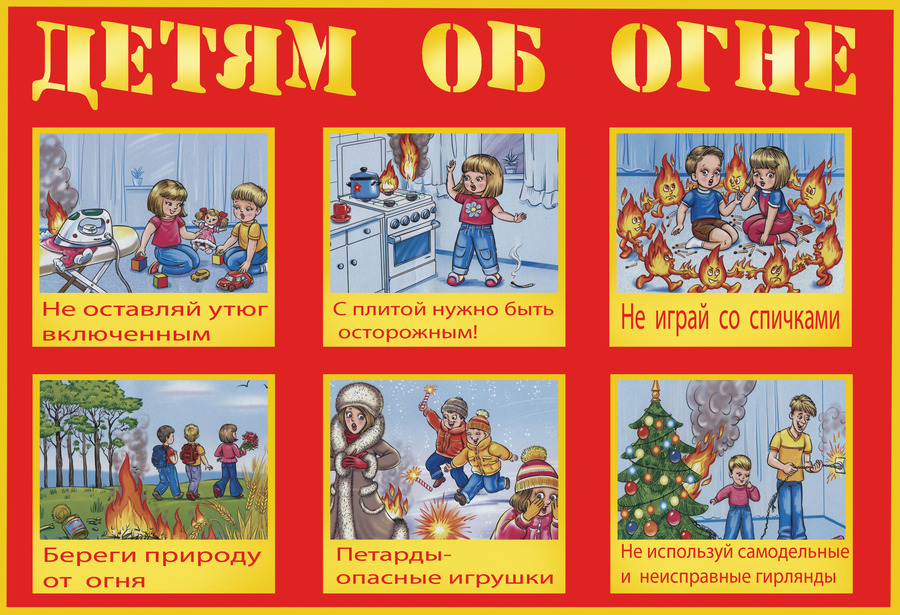 ДЕТЯМ ОБ ОГНЕ
Не оставляй утюг
включенным
С плитой нужно быть
осторожным!
Не играй со спичками
Береги природу
от огня
Петарды-
опасные игрушки
Не используй самодельные
и неисправные гирлянды